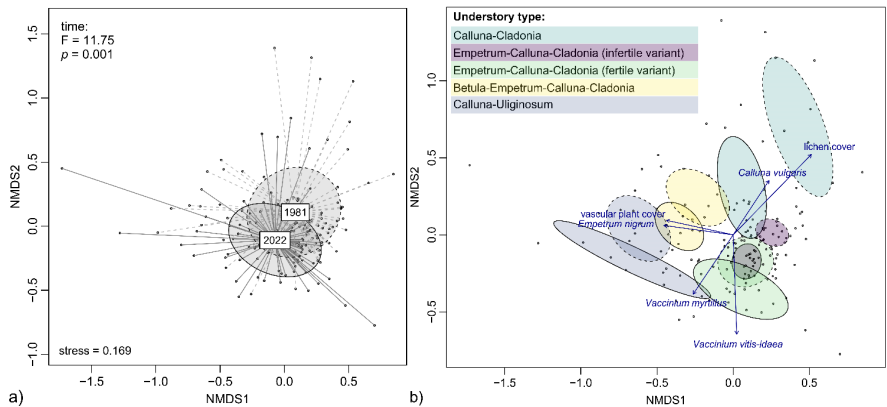 time:
F = 11.75
p = 0.001
1981
2022
stress = 0.169
NMDS2
1.5
1.0
0.5
0.0
−0.5
−1.0
−1.5
−1.0
−0.5
0.0
0.5
NMDS1
a)
Understory type:
Calluna-Cladonia
Empetrum-Calluna-Cladonia (infertile variant)
Empetrum-Calluna-Cladonia (fertile variant)
Betula-Empetrum-Calluna-Cladonia
Calluna-Uliginosum
lichen cover
Calluna vulgaris
vascular plant cover
Empetrum nigrum
Vaccinium myrtillus
Vaccinium vitis-idaea
NMDS2
1.0
0.5
0.0
−0.5
−1.5
−1.0
−0.5
0.0
0.5
NMDS1
b)